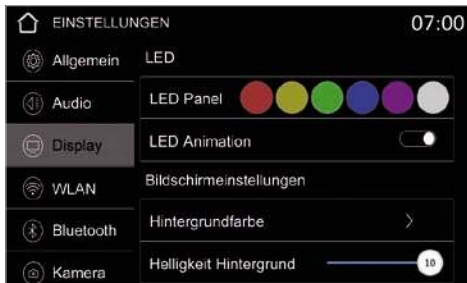 EINSTELLUNGEN 07:00
Allgemein
Audio
Display
WLAN
Bluetooth
Kamera
LED
LED Panel
LED Animation
Bildschirmeinstellungen
Hintergrundfarbe
Helligkeit Hintergrund 10